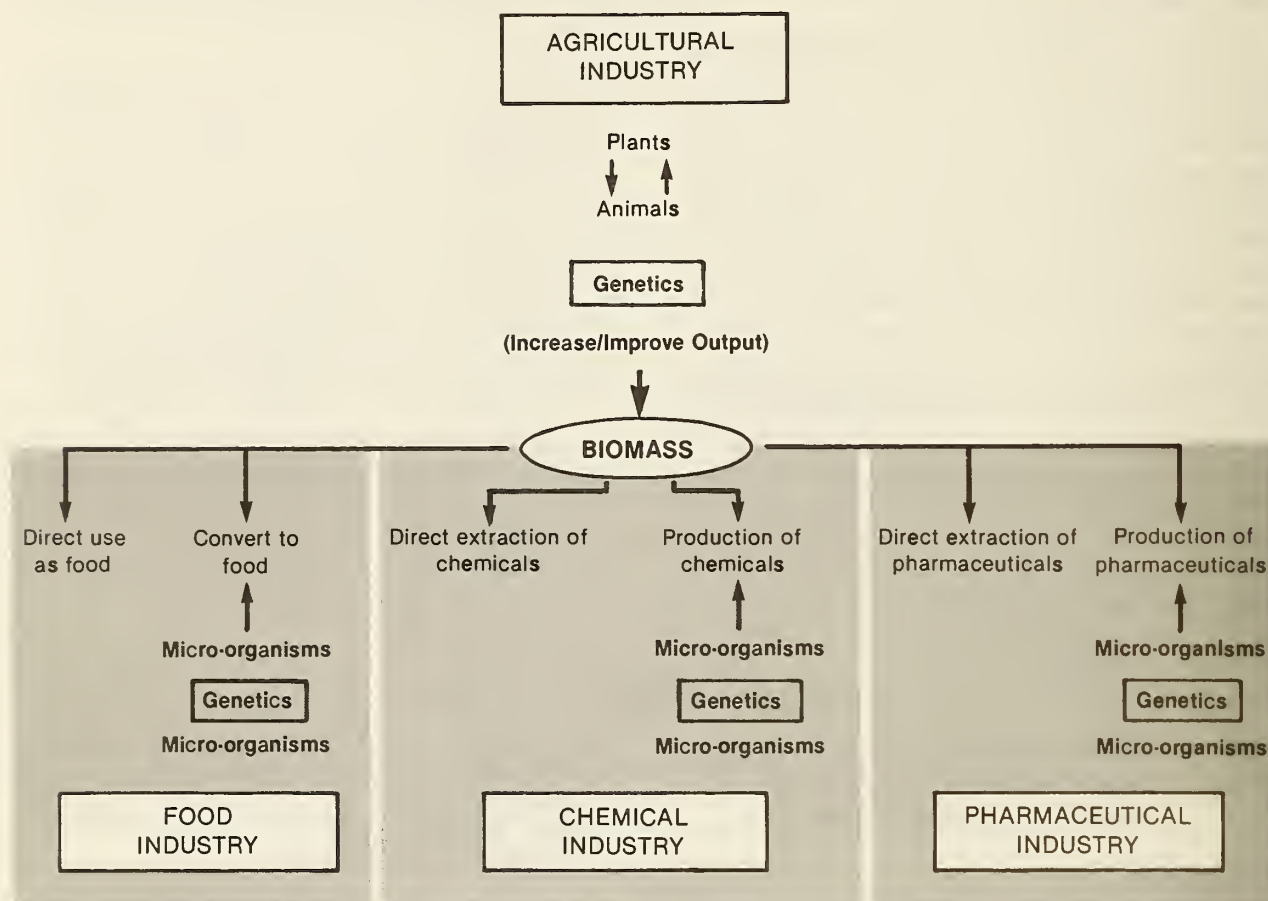 AGRICULTURAL
INDUSTRY
Plants
Animals
Genetics
(Increase/Improve Output)
BIOMASS
Direct use
as food
Convert to
food
Micro-organisms
Genetics
Micro-organisms
FOOD
INDUSTRY
Direct extraction of
chemicals
Production of
chemicals
Micro-organisms
Genetics
Micro-organisms
CHEMICAL
INDUSTRY
Direct extraction of
pharmaceuticals
Production of
pharmaceuticals
Micro-organisms
Genetics
Micro-organisms
PHARMACEUTICAL
INDUSTRY